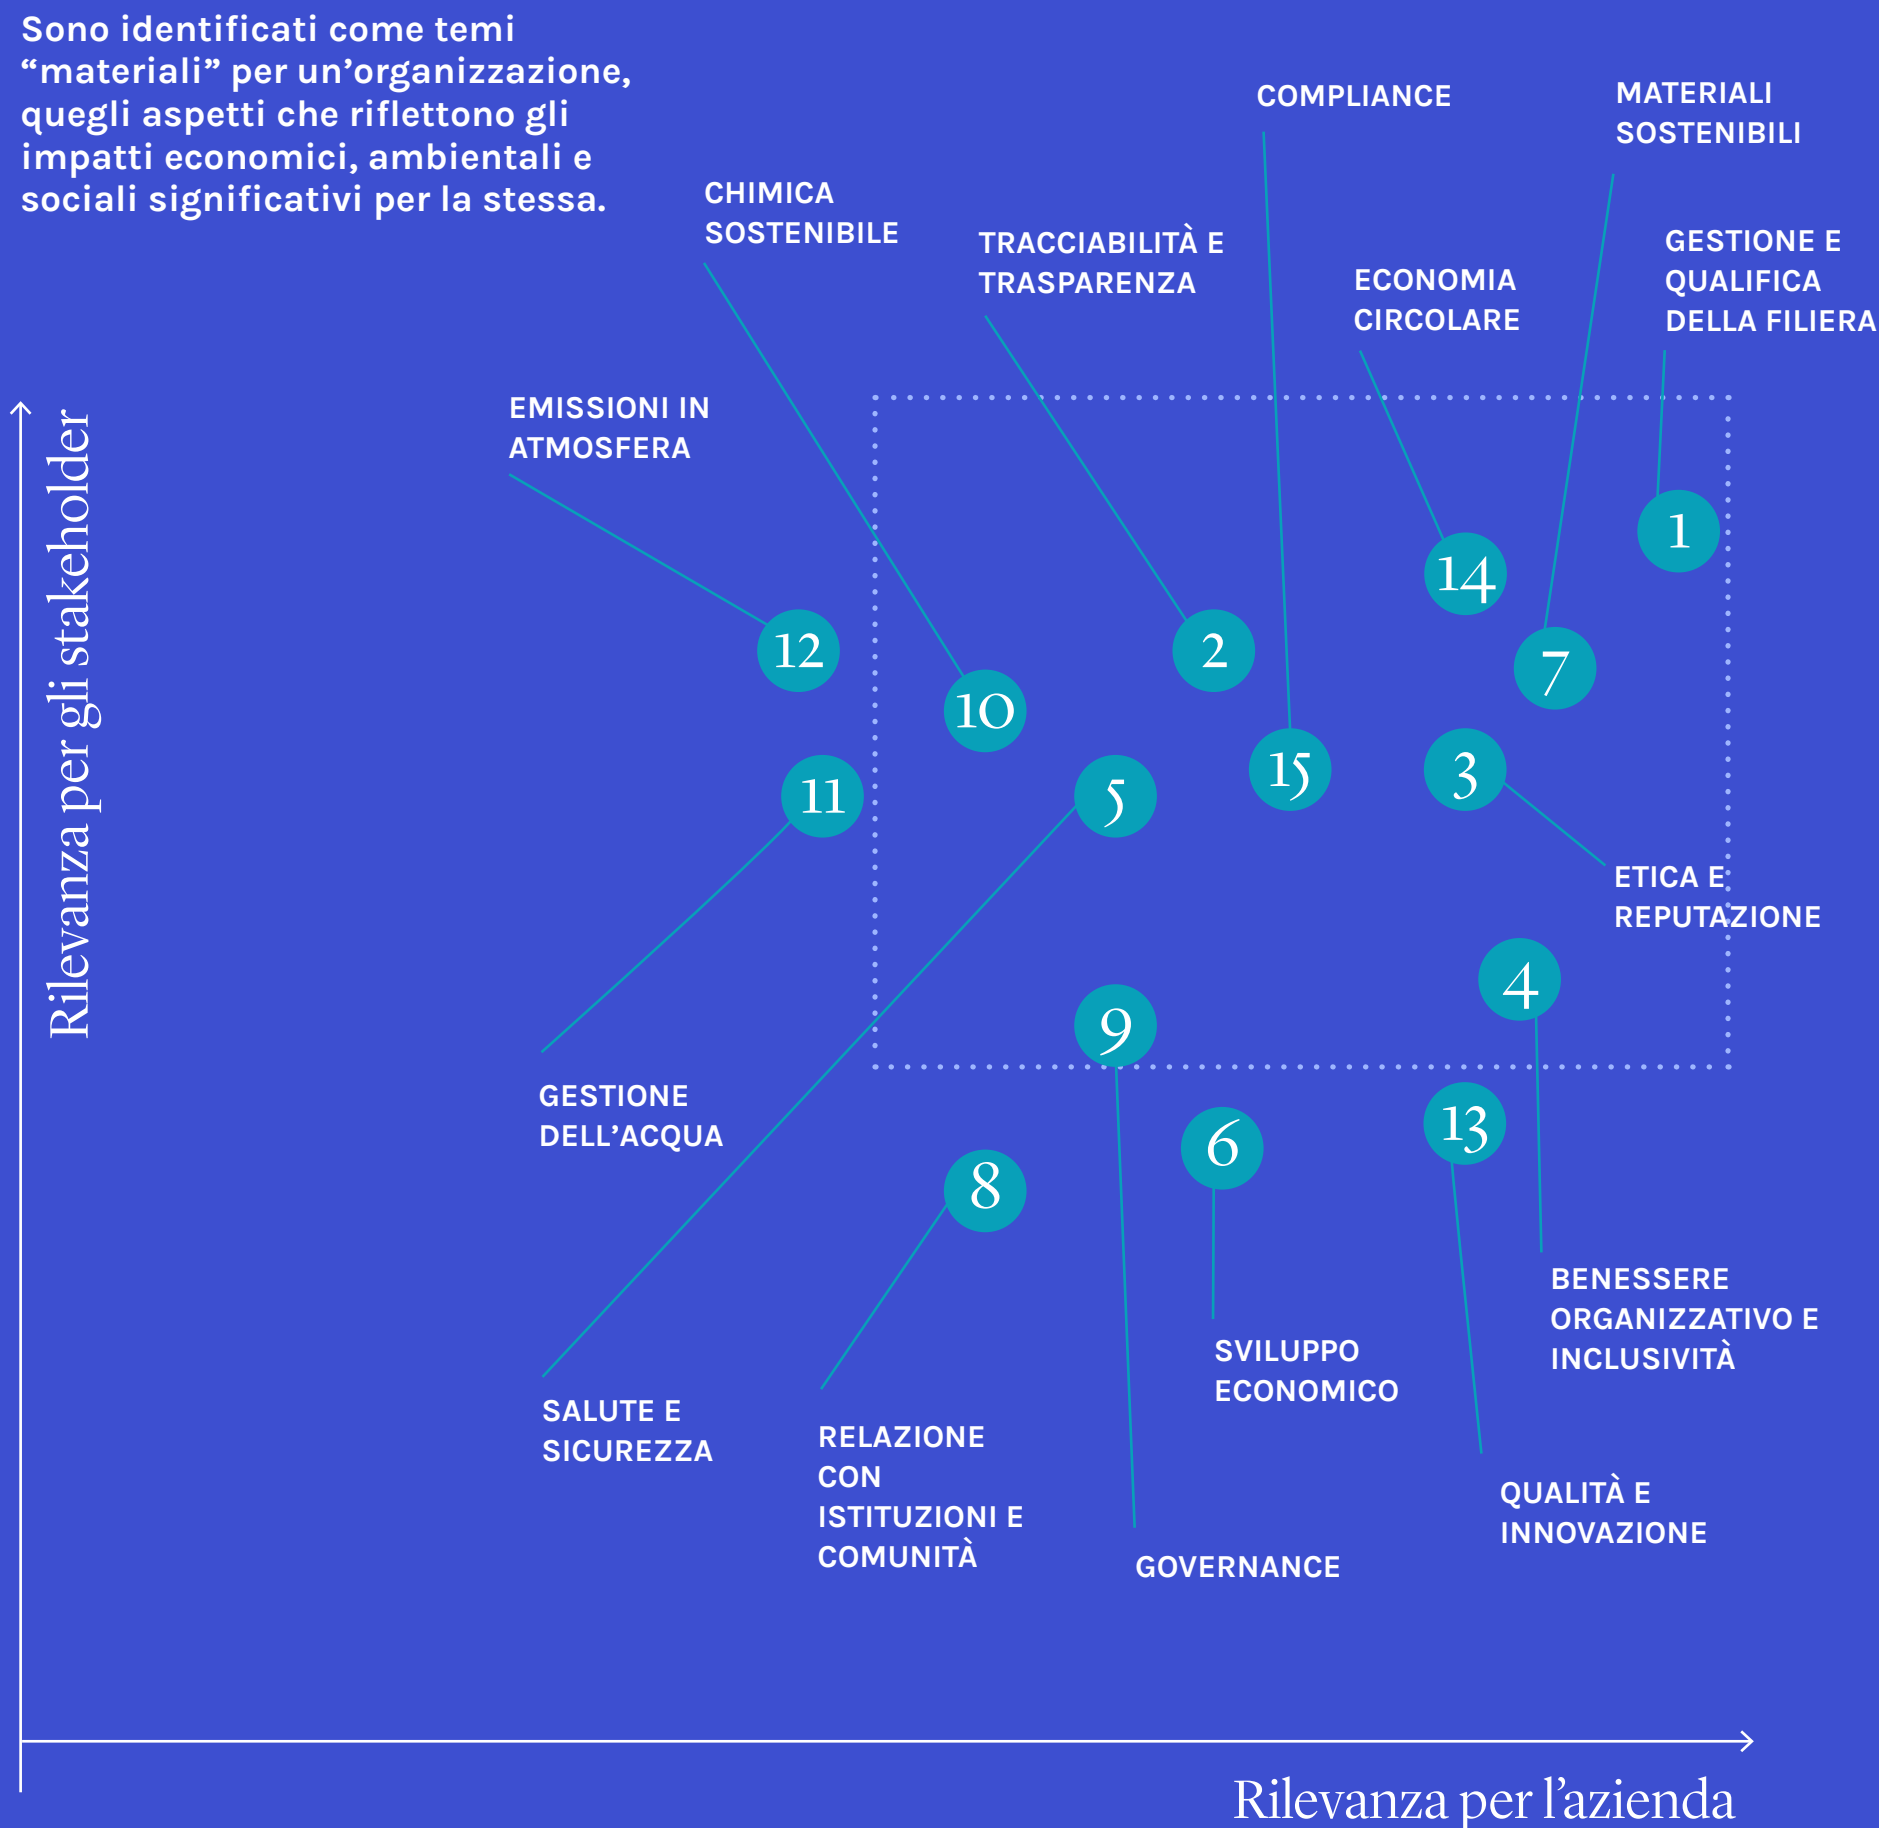 Sono identificati come temi
“materiali” per un’organizzazione,
quegli aspetti che riflettono gli
impatti economici, ambientali e
sociali significativi per la stessa.
COMPLIANCE
MATERIALI
SOSTENIBILI
CHIMICA
SOSTENIBILE
TRACCIABILITÀ E
TRASPARENZA
ECONOMIA
CIRCOLARE
GESTIONE E
QUALIFICA
DELLA FILIERA
EMISSIONI IN
ATMOSFERA
Rilevanza per gli stakeholder
1
14
12
2
7
10
15
3
11
5
ETICA E
REPUTAZIONE
4
9
GESTIONE
DELL’ACQUA
13
6
8
BENESSERE
ORGANIZZATIVO E
INCLUSIVITÀ
SVILUPPO
ECONOMICO
SALUTE E
SICUREZZA
RELAZIONE
CON
ISTITUZIONI E
COMUNITÀ
QUALITÀ E
INNOVAZIONE
GOVERNANCE
Rilevanza per l’azienda